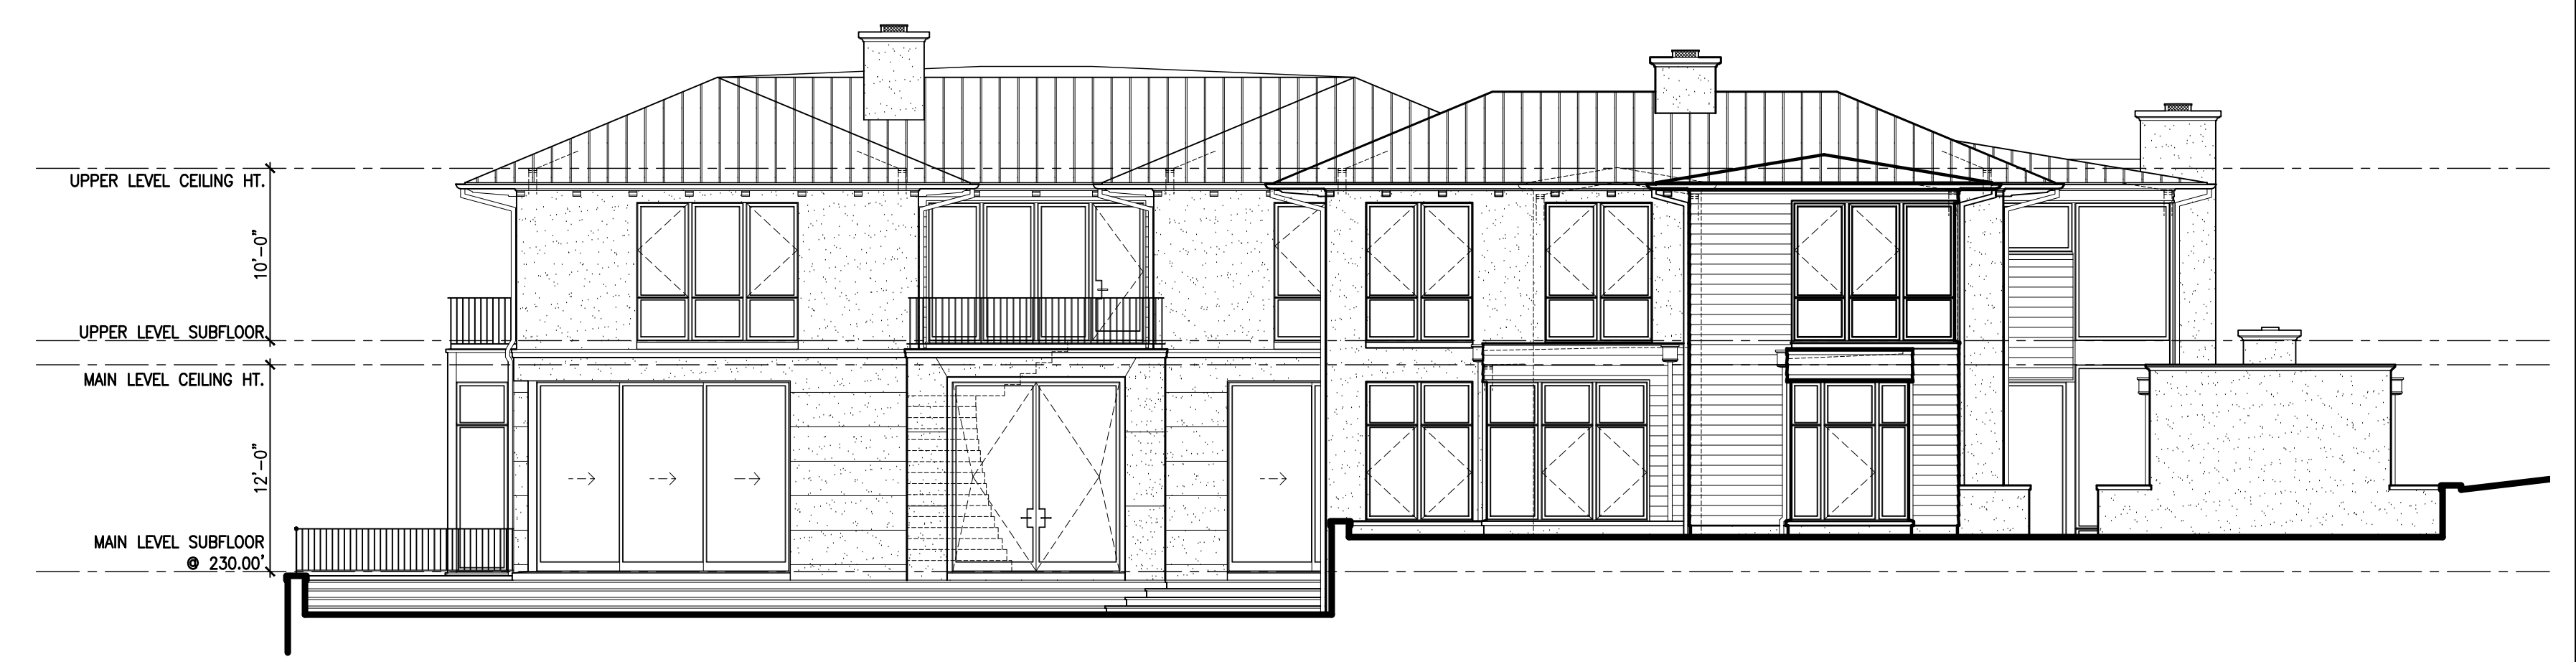 UPPER LEVEL CEILING HT.
10'-0"
UPPER LEVEL SUBFLOOR
MAIN LEVEL CEILING HT.
12'-0"
MAIN LEVEL SUBFLOOR
@ 230.00'